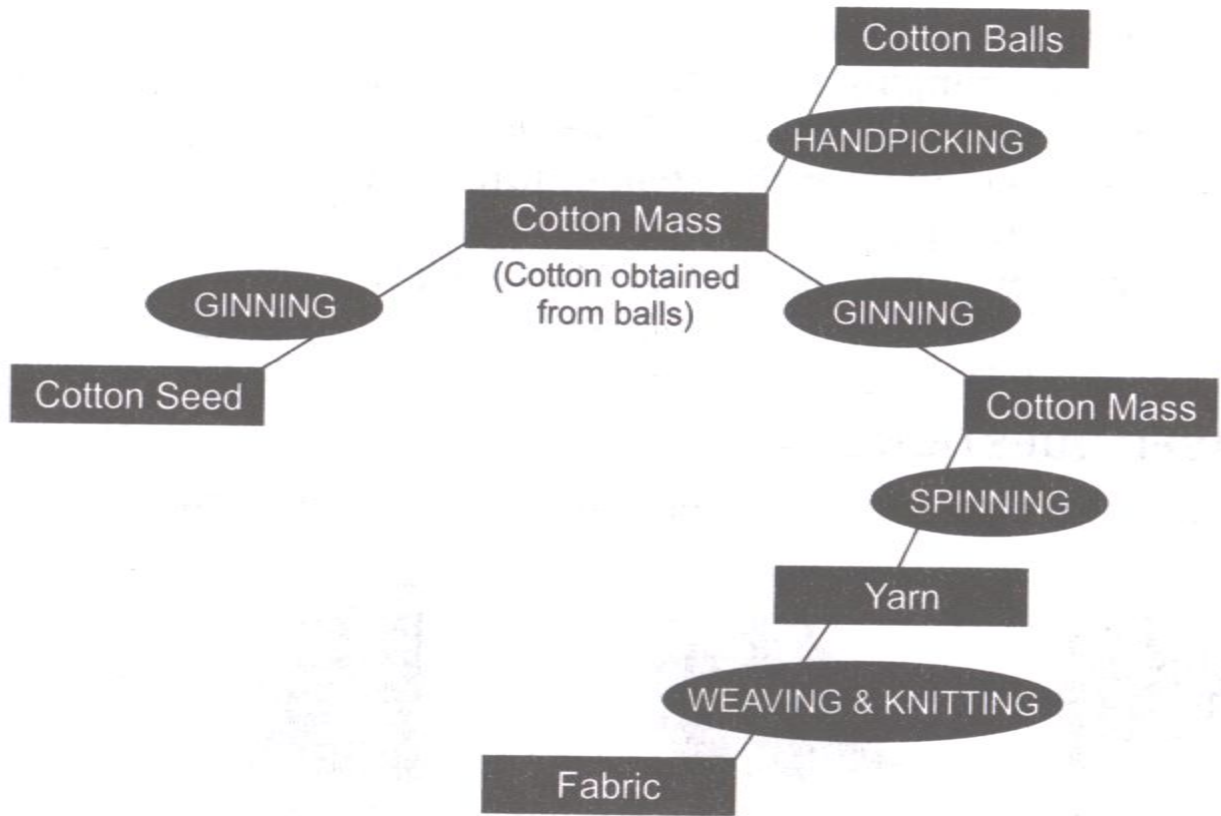 Cotton Balls
HANDPICKING
Cotton Mass
(Cotton obtained
from balls)
GINNING
GINNING
Cotton Seed
Cotton Mass
SPINNING
Yarn
WEAVING & KNITTING
Fabric